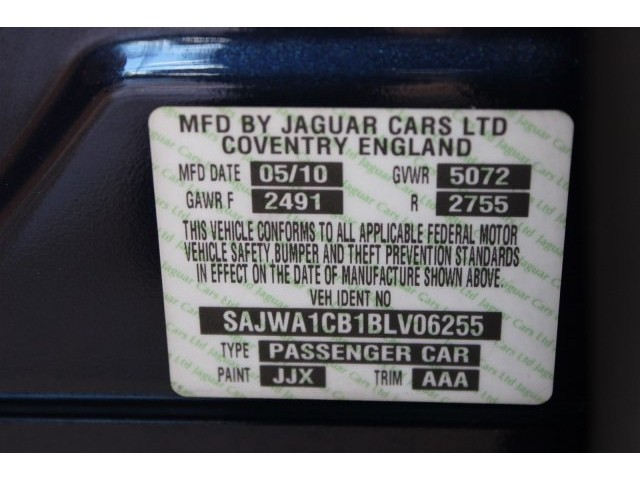 MFD BY JAGUAR CARS LTD
COVENTRY ENGLAND
MFD DATE 05/10 GVWR 5072
GAWR F 2491 R 2755
THIS VEHICLE CONFORMS TO ALL APPLICABLE FEDERAL MOTOR
VEHICLE SAFETY,BUMPER AND THEFT PREVENTION STANDARDS
IN EFFECT ON THE DATE OF MANUFACTURE SHOWN ABOVE.
VEH IDENT NO
SAJWA1CB1BLV06255
TYPE PASSENGER CAR
PAINT JJX TRIM AAA